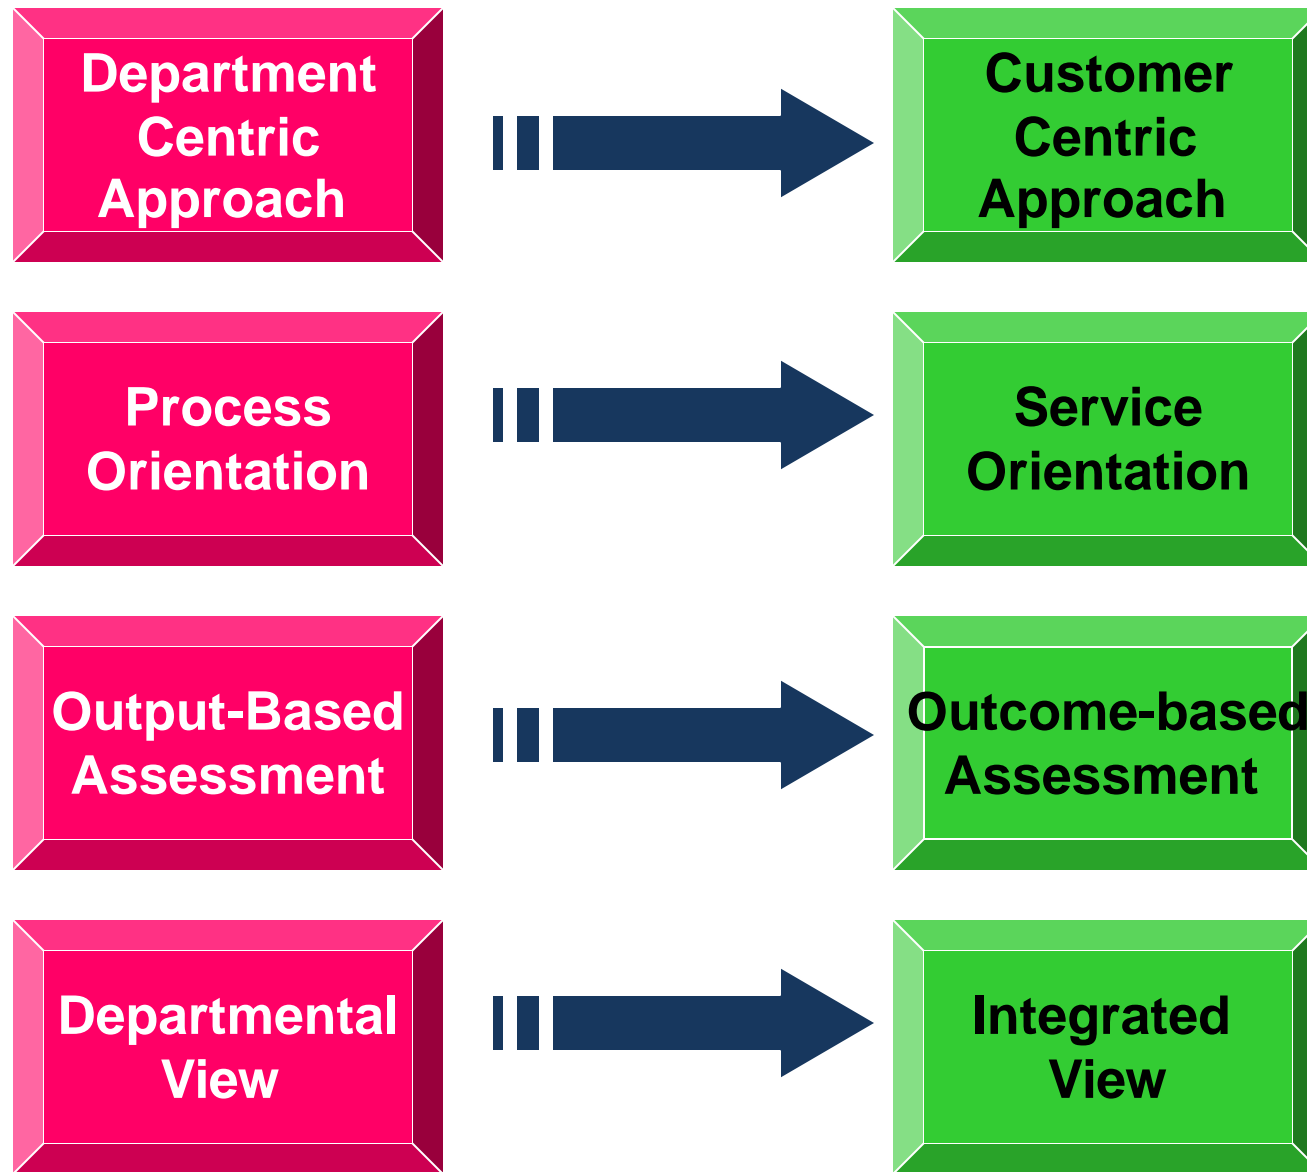 Department
Centric
Approach
Customer
Centric
Approach
Process
Orientation
Service
Orientation
Output-Based
Assessment
Outcome-based
Assessment
Departmental
View
Integrated
View